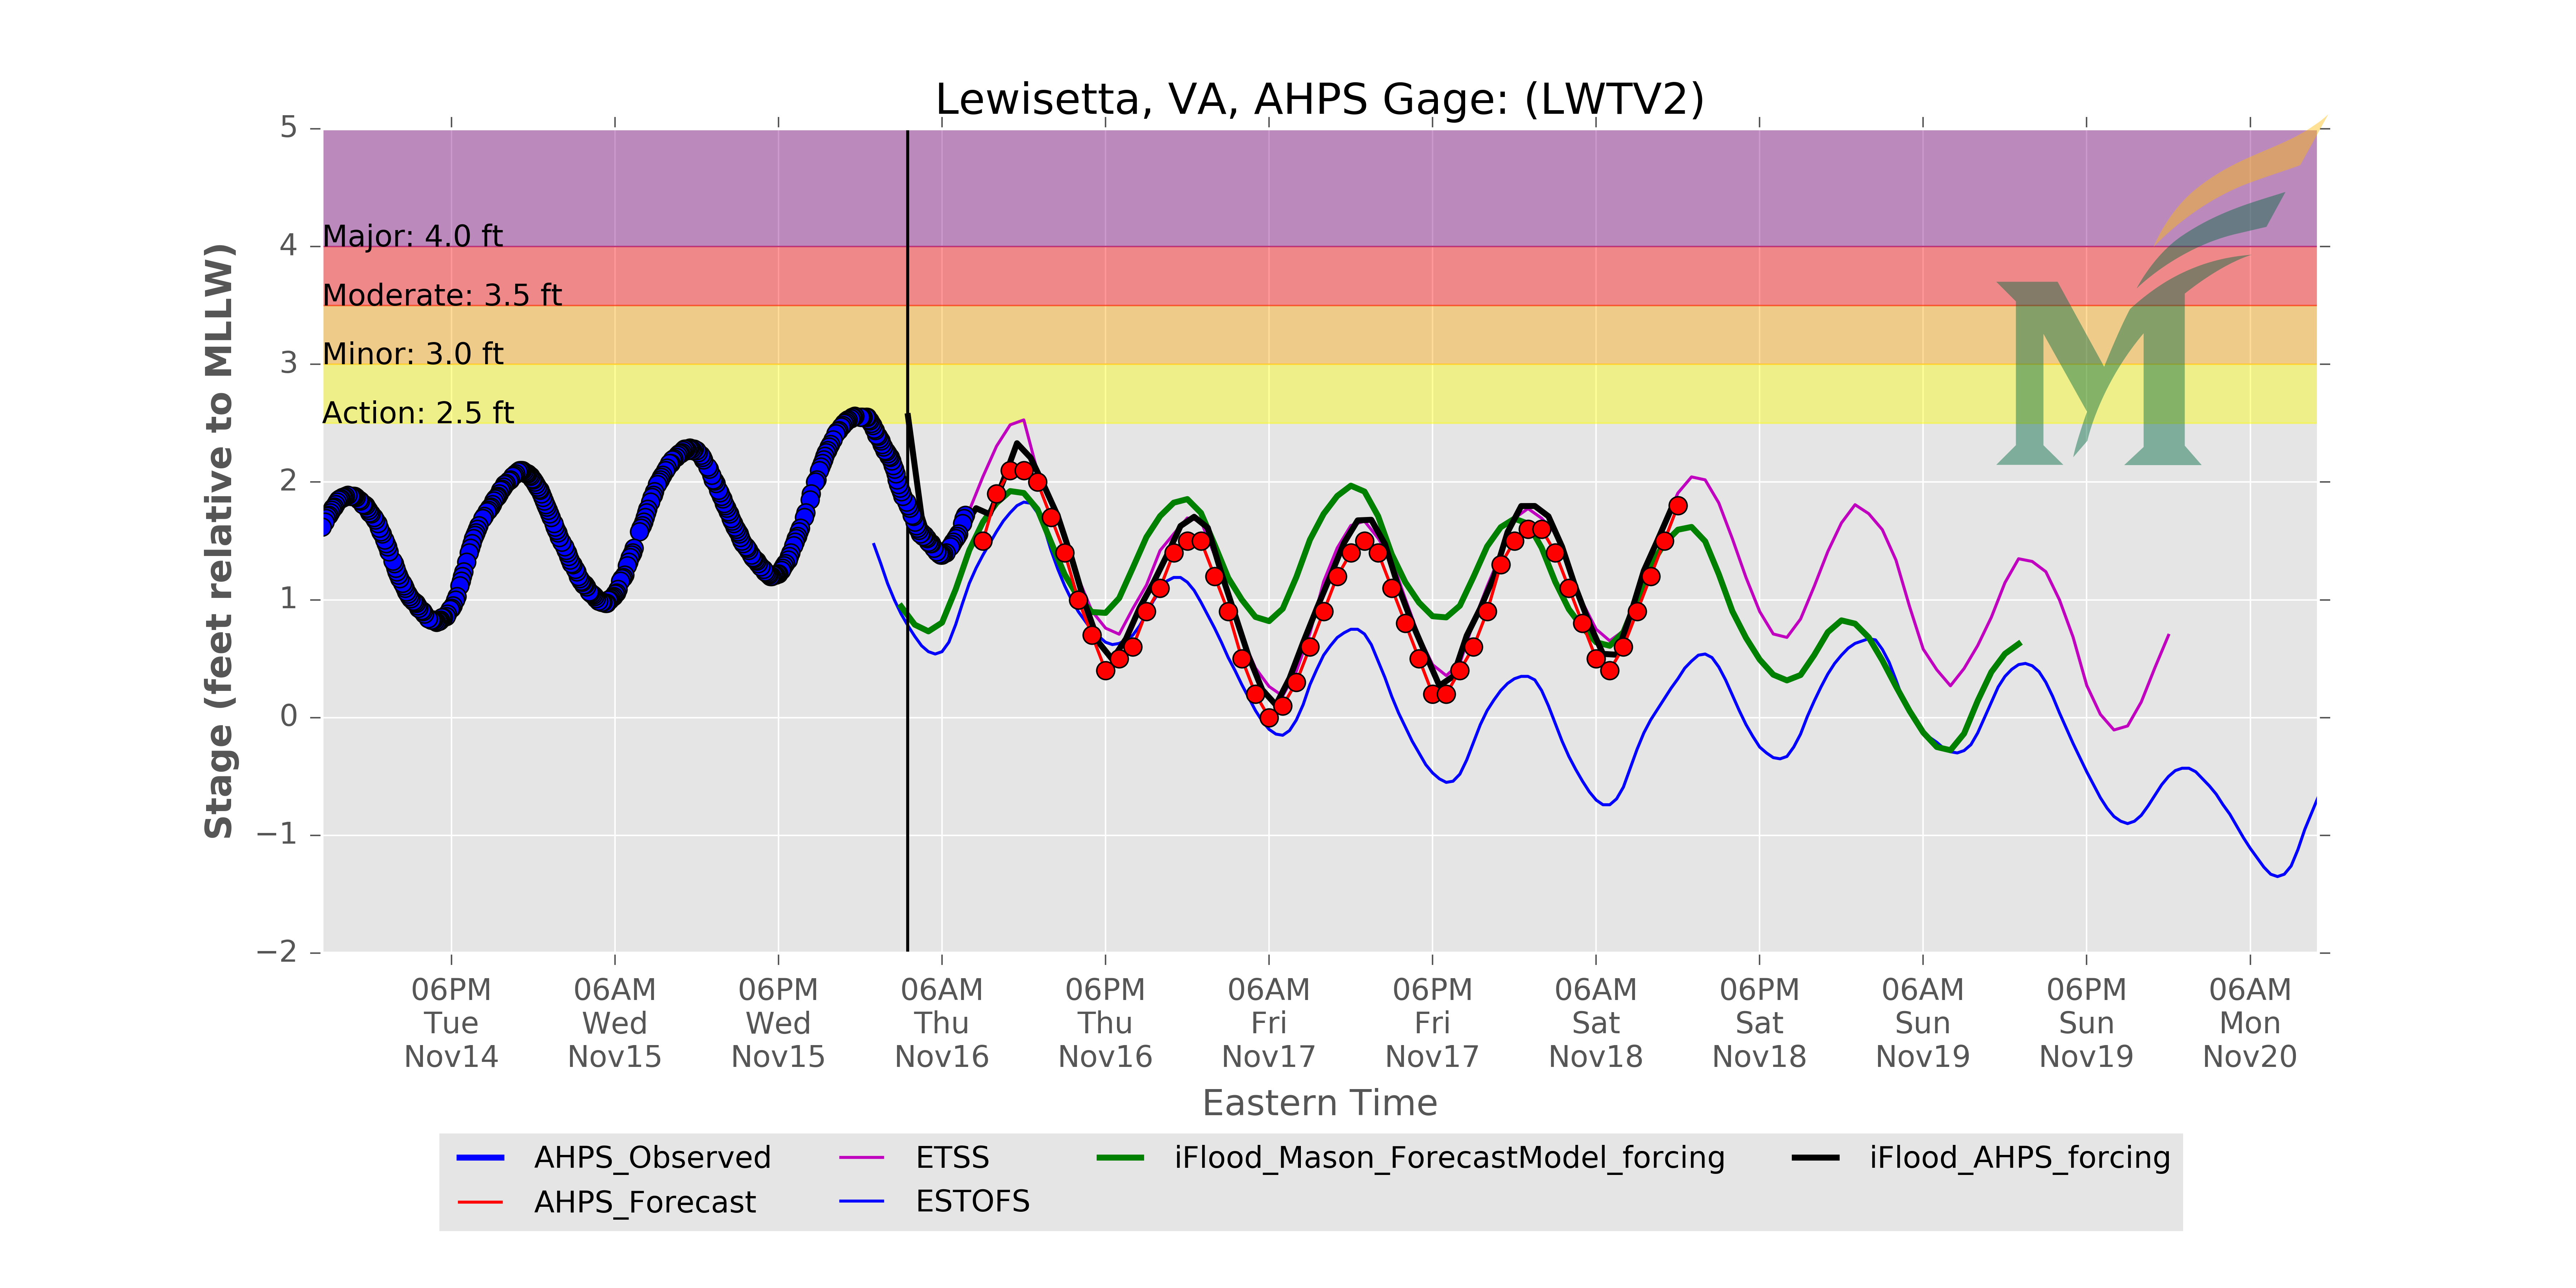 Lewisetta, VA, AHPS Gage: (LWTV2)
Stage (feet relative to MLLW)
5
4
3
2
1
0
−1
−2
Major: 4.0 ft
Moderate: 3.5 ft
Minor: 3.0 ft
Action: 2.5 ft
M
06PM 06AM 06PM 06AM 06PM 06AM 06PM 06AM 06PM 06AM 06PM 06AM
Tue Wed Wed Thu Thu Fri Fri Sat Sat Sun Sun Mon
Nov14 Nov15 Nov15 Nov16 Nov16 Nov17 Nov17 Nov18 Nov18 Nov19 Nov19 Nov20
Eastern Time
AHPS_Observed ETSS iFlood_Mason_ForecastModel_forcing iFlood_AHPS_forcing
AHPS_Forecast ESTOFS